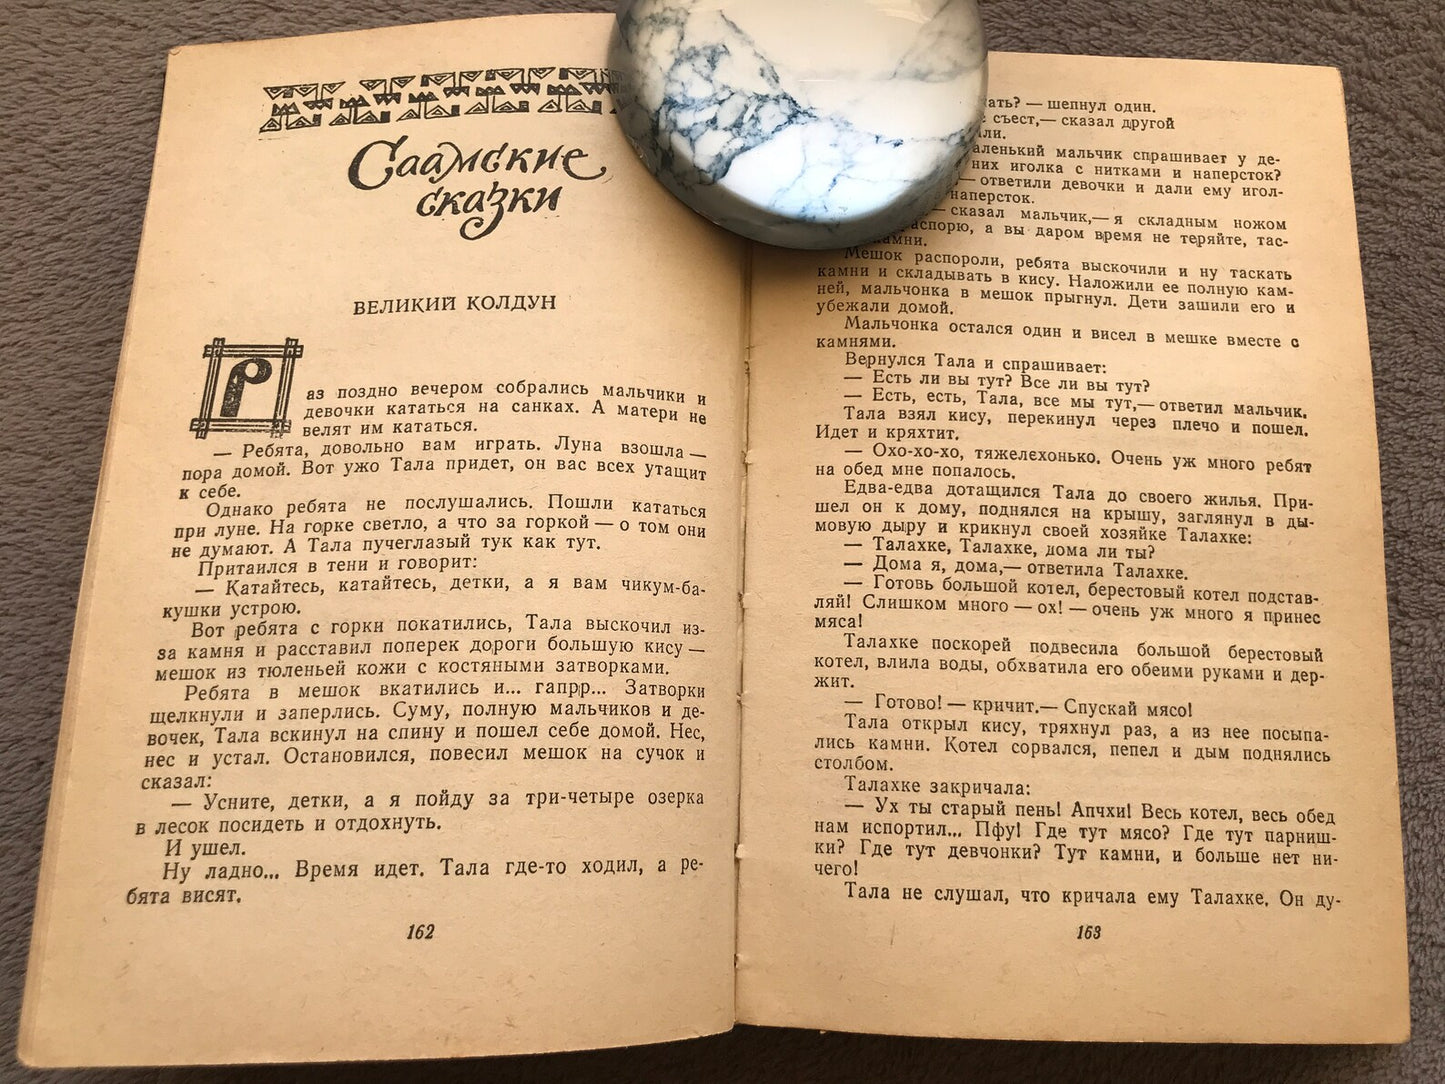 Саамские
сказки
ВЕЛИКИЙ КОЛДУН
Раз поздно вечером собрались мальчики и
девочки кататься на санках. А матери не
велят им кататься.
— Ребята, довольно вам играть. Луна взошла —
пора домой. Вот ужо Тала придет, он вас всех утащит
к себе.
Однако ребята не послушались. Пошли кататься
при луне. На горке светло, а что за горкой — о том они
не думают. А Тала пучеглазый тук как тут.
Притаился в тени и говорит:
— Катайтесь, катайтесь, детки, а я вам чикум-ба-
кушки устрою.
Вот ребята с горки покатились, Тала выскочил из-
за камня и расставил поперек дороги большую кису —
мешок из тюленьей кожи с костяными затворками.
Ребята в мешок вкатились и... гапрр... Затворки
щелкнули и заперлись. Суму, полную мальчиков и де-
вочек, Тала вскинул на спину и пошел себе домой. Нес,
нес и устал. Остановился, повесил мешок на сучок и
сказал:
— Усните, детки, а я пойду за три-четыре озерка
в лесок посидеть и отдохнуть.
И ушел.
Ну ладно... Время идет. Тала где-то ходил, а ре-
бята висят.
162
— шепнул один.
съест,— сказал другой
мальчик спрашивает у де-
них иголка с нитками и наперсток?
— ответили девочки и дали ему игол-
наперсток.
— сказал мальчик,— я складным ножом
а вы даром время не теряйте, тас-
Мешок распороли, ребята выскочили и ну таскать
камни и складывать в кису. Наложили ее полную кам-
ней, мальчонка в мешок прыгнул. Дети зашили его и
убежали домой.
Мальчонка остался один и висел в мешке вместе с
камнями.
Вернулся Тала и спрашивает:
— Есть ли вы тут? Все ли вы тут?
— Есть, есть, Тала, все мы тут,— ответил мальчик.
Тала взял кису, перекинул через плечо и пошел.
Идет и кряхтит.
— Охо-хо-хо, тяжелехонько. Очень уж много ребят
на обед мне попалось.
Едва-едва дотащился Тала до своего жилья. При-
шел он к дому, поднялся на крышу, заглянул в ды-
мовую дыру и крикнул своей хозяйке Талахке:
— Талахке, Талахке, дома ли ты?
— Дома я, дома,— ответила Талахке.
— Готовь большой котел, берестовый котел подстав-
ляй! Слишком много — ох! — очень уж много я принес
мяса!
Талахке поскорей подвесила большой берестовый
котел, влила воды, обхватила его обеими руками и дер-
жит.
— Готово! — кричит.— Спускай мясо!
Тала открыл кису, тряхнул раз, а из нее посыпа-
лись камни. Котел сорвался, пепел и дым поднялись
столбом.
Талахке закричала:
— Ух ты старый пень! Апчхи! Весь котел, весь обед
нам испортил... Пфу! Где тут мясо? Где тут парниш-
ки? Где тут девчонки? Тут камни, и больше нет ни-
чего!
Тала не слушал, что кричала ему Талахке. Он ду-
163